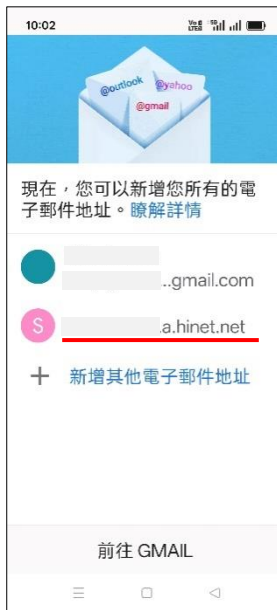 10:02
@outlook
@yahoo
@gmail
現在，您可以新增您所有的電
子郵件地址。瞭解詳情
..gmail.com
S
.a.hinet.net
新增其他電子郵件地址
前往 GMAIL